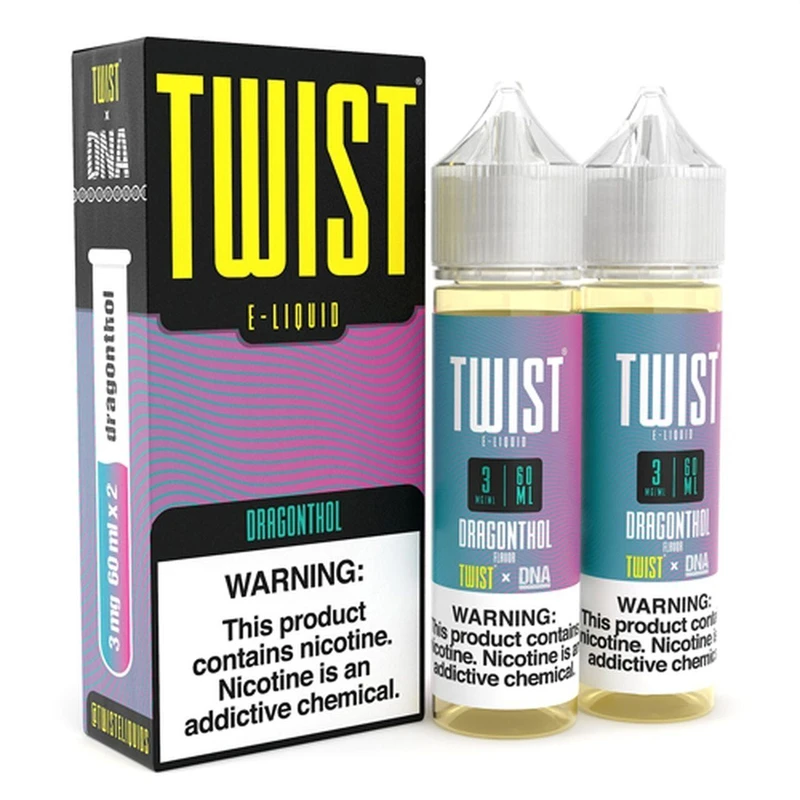 TWIST
x
DNA
dragonthol
3 mg 60 ml x 2
@TWISTELIQUIDS
TWIST®
E-LIQUID
DRAGONTHOL
WARNING:
This product
contains nicotine.
Nicotine is an
addictive chemical.
TWIST®
E-LIQUID
3
MG/ML
60
ML
DRAGONTHOL
FLAVOR
TWIST x DNA
WARNING:
This product contains
nicotine. Nicotine is an
addictive chemical.
TWIST®
E-LIQUID
3
MG/ML
60
ML
DRAGONTHOL
FLAVOR
TWIST x DNA
WARNING:
This product conta
nicotine. Nicotine is
addictive chemic